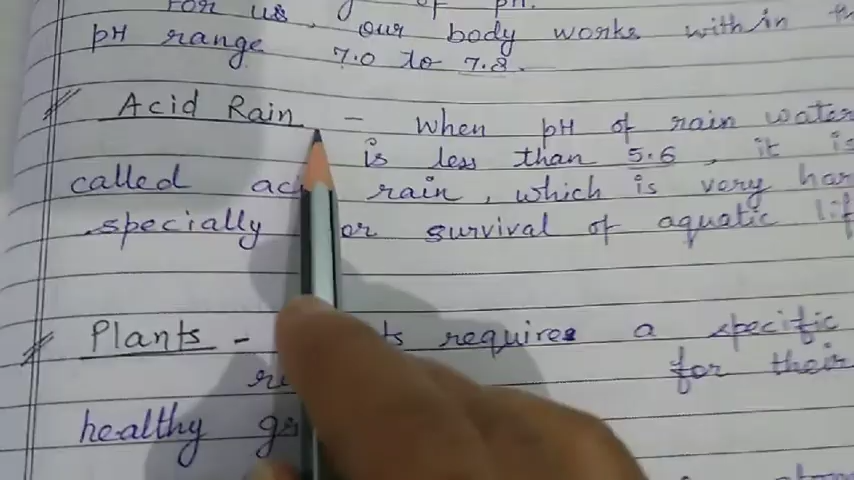 For us, of pH.
pH range 7.0 to 7.8. our body works with in
Acid Rain - When pH of rain water
is less than 5.6, it is
called rain, which is very
specially survival of aquatic
Plants - requires a specific
for their
healthy